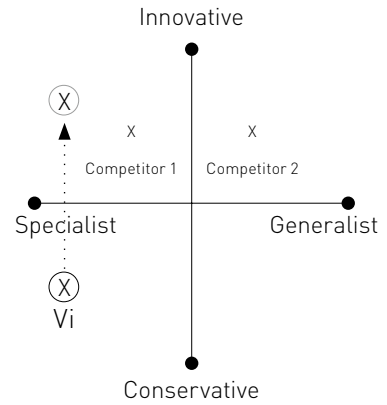 Innovative
X
X X
Competitor 1 Competitor 2
Specialist Generalist
X
Vi
Conservative